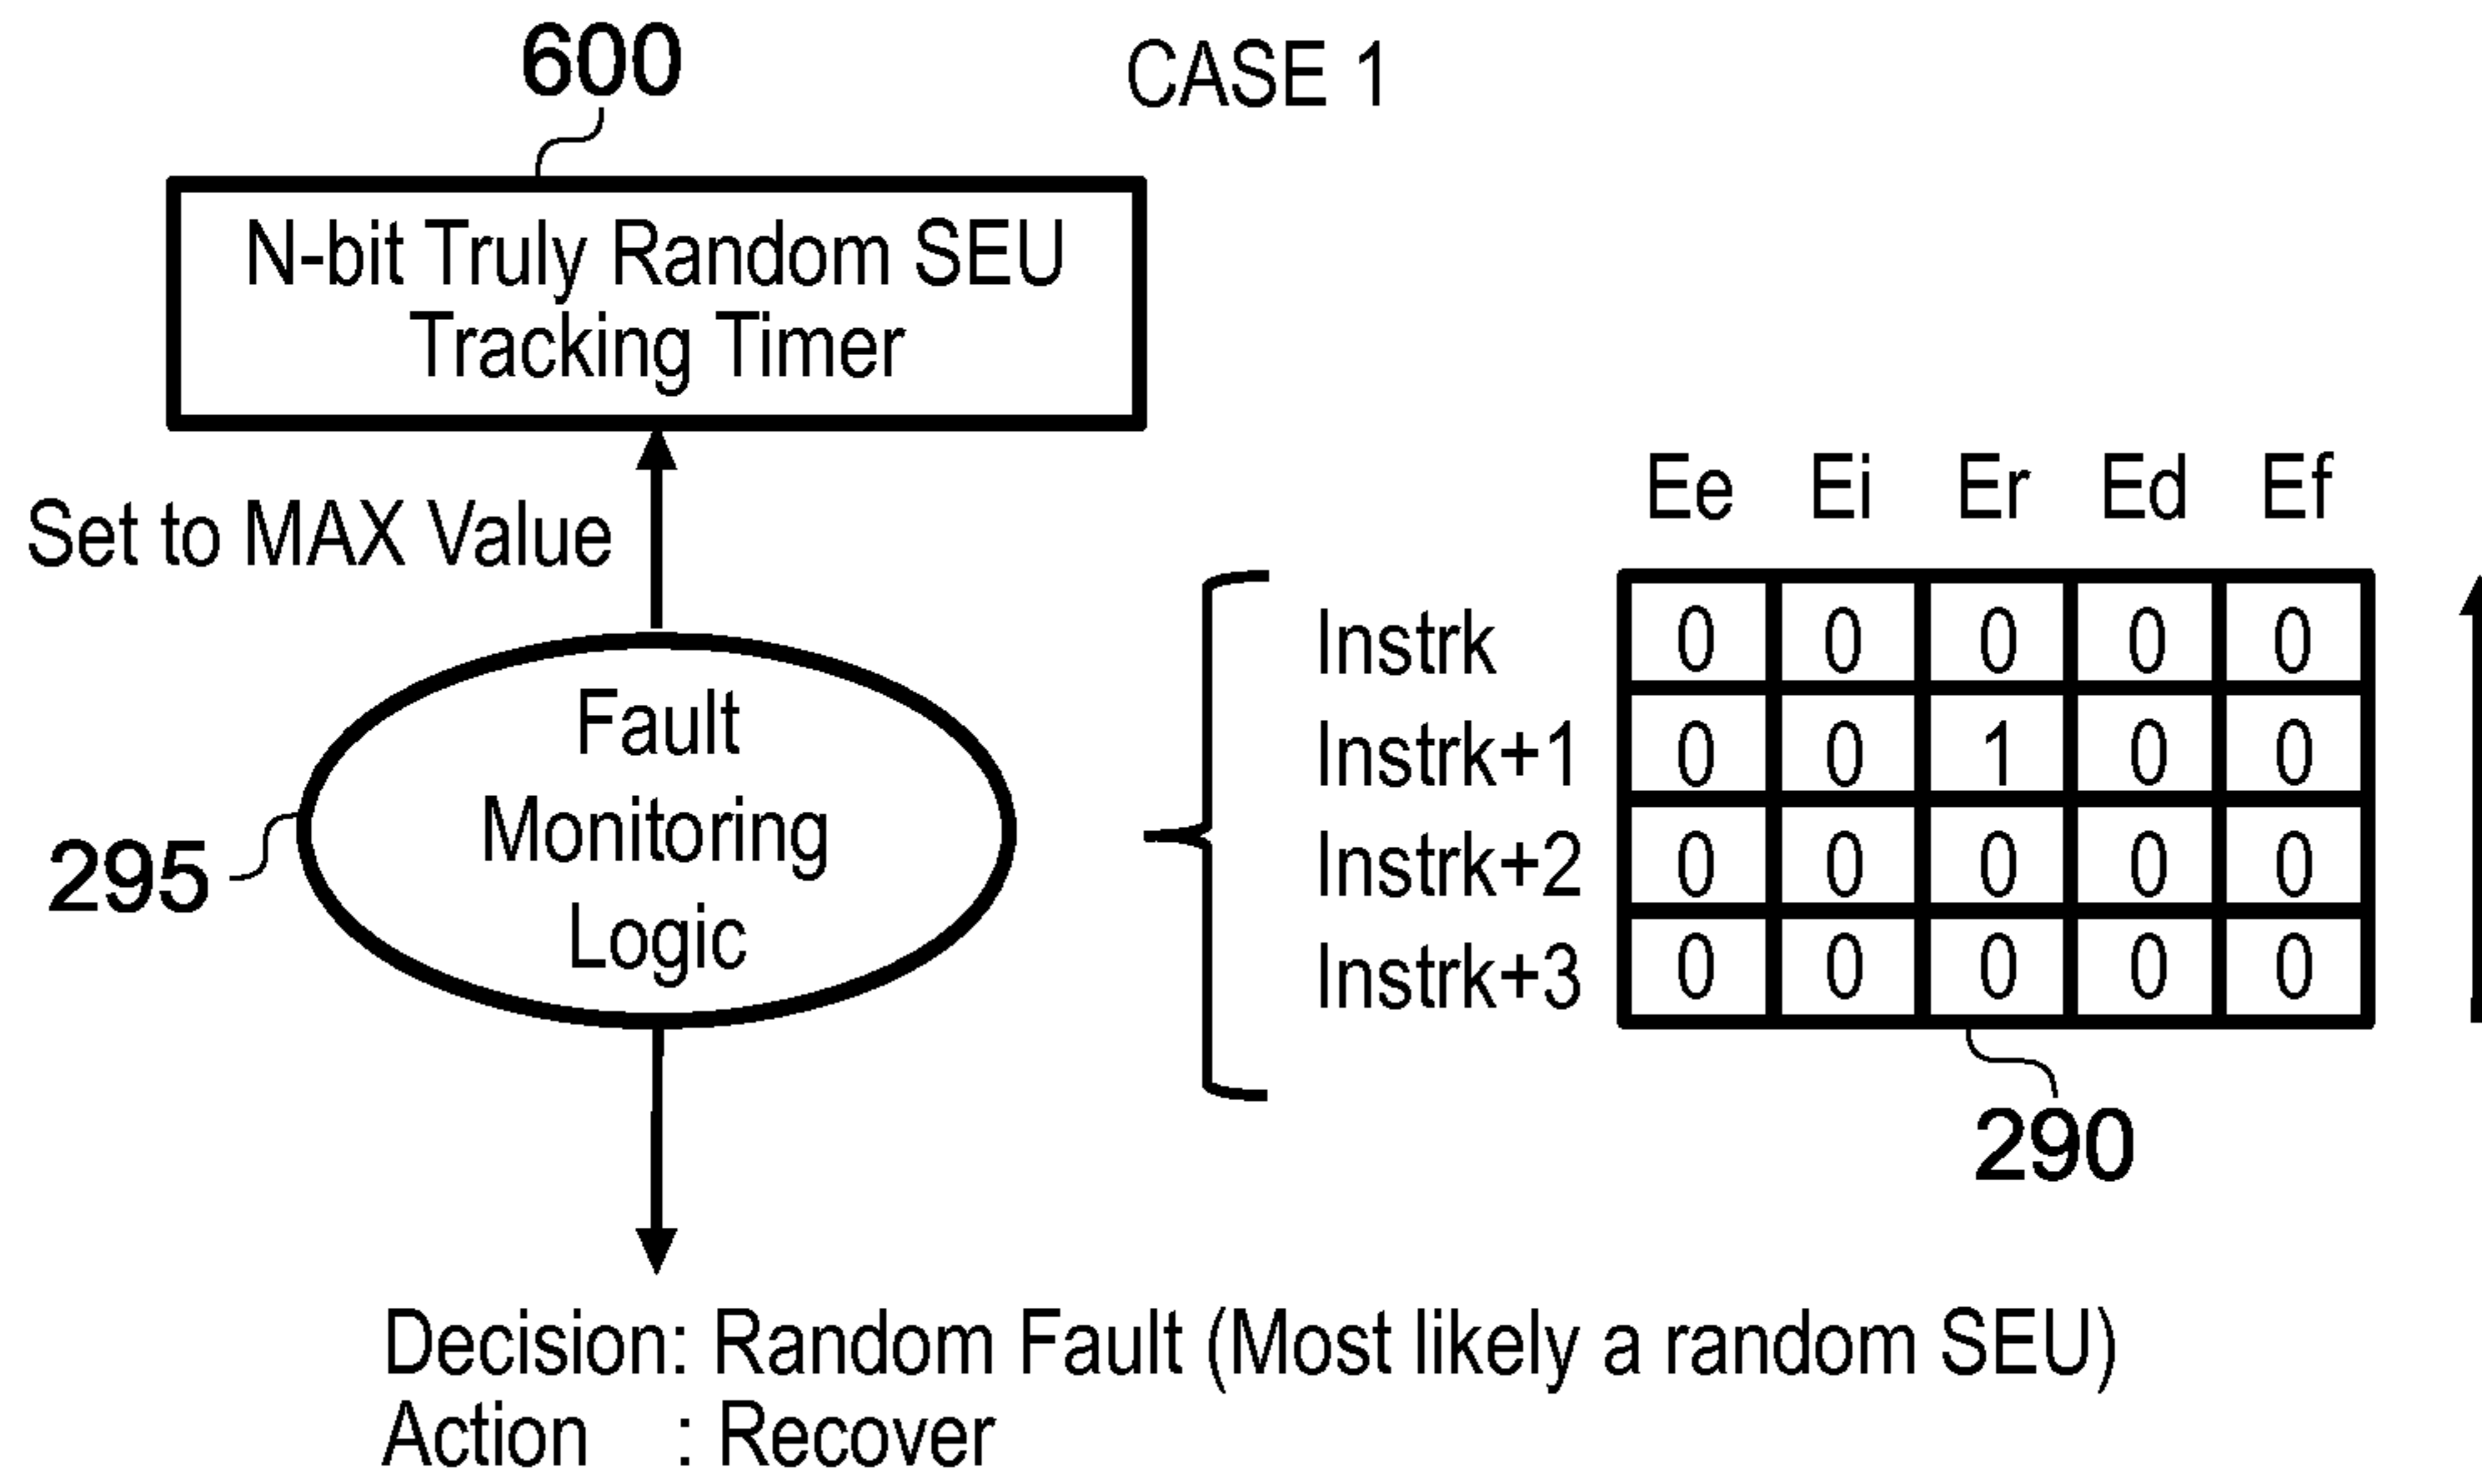 600
CASE 1
N-bit Truly Random SEU
Tracking Timer
Set to MAX Value
Fault
Monitoring
Logic
295
Ee Ei Er Ed Ef
Instrk 0 0 0 0 0
Instrk+1 0 0 1 0 0
Instrk+2 0 0 0 0 0
Instrk+3 0 0 0 0 0
290
Decision: Random Fault (Most likely a random SEU)
Action : Recover